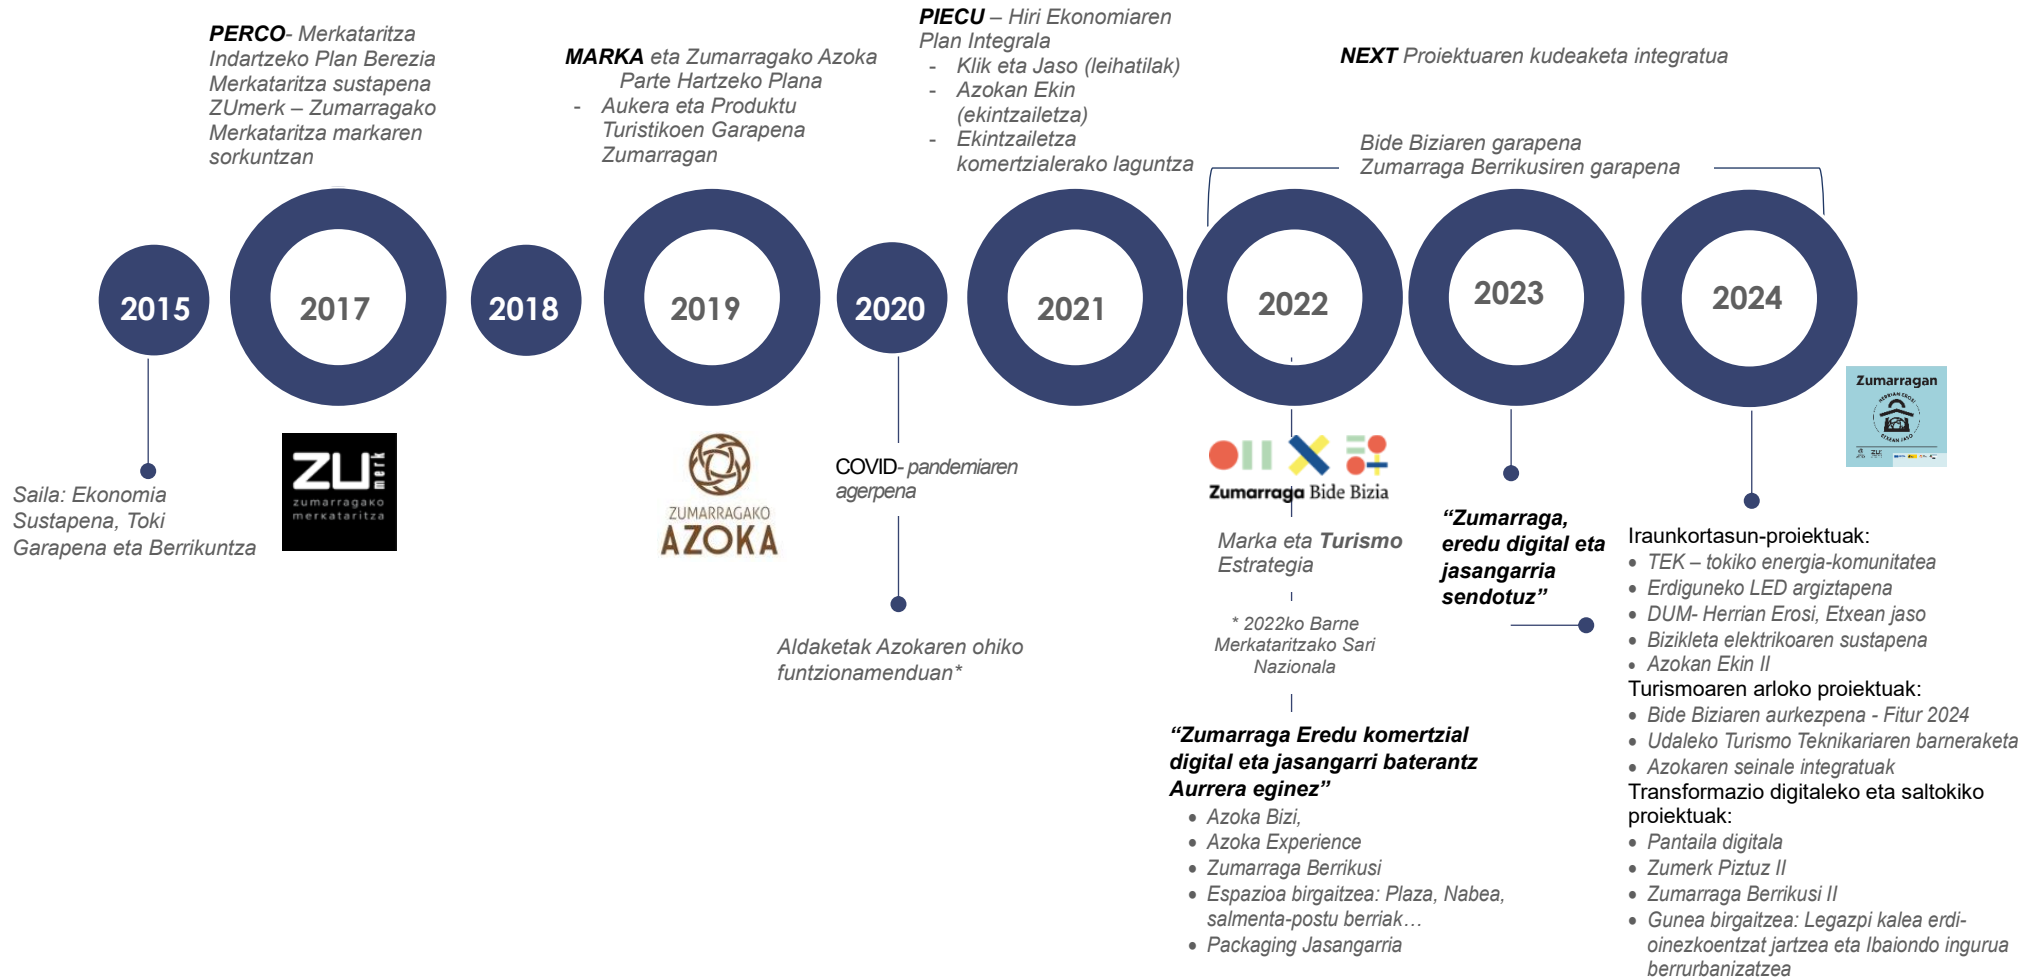 PERCO- Merkataritza
Indartzeko Plan Berezia
Merkataritza sustapena
ZUmerk – Zumarragako
Merkataritza markaren
sorkuntzan
MARKA eta Zumarragako Azoka
Parte Hartzeko Plana
- Aukera eta Produktu
Turistikoen Garapena
Zumarragan
PIECU – Hiri Ekonomiaren
Plan Integrala
- Klik eta Jaso (leihatilak)
- Azokan Ekin
(ekintzailetza)
- Ekintzailetza
komertzialerako laguntza
NEXT Proiektuaren kudeaketa integratua
Bide Biziaren garapena
Zumarraga Berrikusiren garapena
2015
2017
2018
2019
2020
2021
2022
2023
2024
Saila: Ekonomia
Sustapena, Toki
Garapena eta Berrikuntza
ZU merk
zumarragako
merkataritza
ZUMARRAGAKO
AZOKA
COVID- pandemiaren
agerpena
Aldaketak Azokaren ohiko
funtzionamenduan*
Zumarraga Bide Bizia
Marka eta Turismo
Estrategia
* 2022ko Barne
Merkataritzako Sari
Nazionala
“Zumarraga Eredu komertzial
digital eta jasangarri baterantz
Aurrera eginez”
• Azoka Bizi,
• Azoka Experience
• Zumarraga Berrikusi
• Espazioa birgaitzea: Plaza, Nabea,
salmenta-postu berriak…
• Packaging Jasangarria
“Zumarraga,
eredu digital eta
jasangarria
sendotuz”
Zumarragan
HERRIAN EROSI
ETXEAN JASO
Iraunkortasun-proiektuak:
• TEK – tokiko energia-komunitatea
• Erdiguneko LED argiztapena
• DUM- Herrian Erosi, Etxean jaso
• Bizikleta elektrikoaren sustapena
• Azokan Ekin II
Turismoaren arloko proiektuak:
• Bide Biziaren aurkezpena - Fitur 2024
• Udaleko Turismo Teknikariaren barneraketa
• Azokaren seinale integratuak
Transformazio digitaleko eta saltokiko
proiektuak:
• Pantaila digitala
• Zumerk Piztuz II
• Zumarraga Berrikusi II
• Gunea birgaitzea: Legazpi kalea erdi-
oinezkoentzat jartzea eta Ibaiondo ingurua
berrurbanizatzea